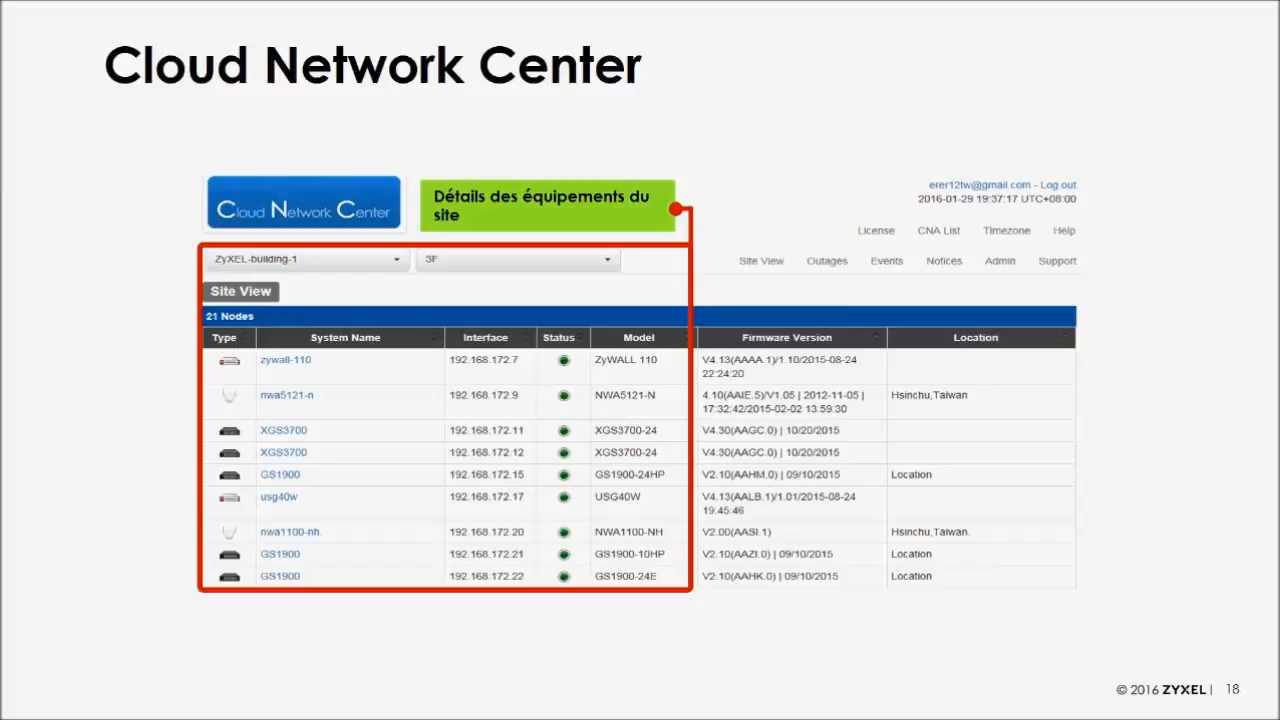 Cloud Network Center
Cloud Network Center
Détails des équipements du
site
erer12tw@gmail.com - Log out
2016-01-29 19:37:17 UTC+08:00
License CNA List Timezone Help
ZyXEL-building-1 3F
Site View Outages Events Notices Admin Support
Site View
21 Nodes
Type System Name Interface Status Model Firmware Version Location
zywall-110 192.168.172.7 ZyWALL 110 V4.13(AAAA.1)/1.10/2015-08-24
22:24:20
nwa5121-n 192.168.172.9 NWA5121-N 4.10(AAIE.5)/V1.05 | 2012-11-05 | Hsinchu,Taiwan
17:32:42/2015-02-02 13:59:30
XGS3700 192.168.172.11 XGS3700-24 V4.30(AAGC.0) | 10/20/2015
XGS3700 192.168.172.12 XGS3700-24 V4.30(AAGC.0) | 10/20/2015
GS1900 192.168.172.15 GS1900-24HP V2.10(AAHM.0) | 09/10/2015 Location
usg40w 192.168.172.17 USG40W V4.13(AALB.1)/1.01/2015-08-24
19:45:46
nwa1100-nh. 192.168.172.20 NWA1100-NH V2.00(AASI.1) Hsinchu,Taiwan.
GS1900 192.168.172.21 GS1900-10HP V2.10(AAZI.0) | 09/10/2015 Location
GS1900 192.168.172.22 GS1900-24E V2.10(AAHK.0) | 09/10/2015 Location
© 2016 ZYXEL | 18